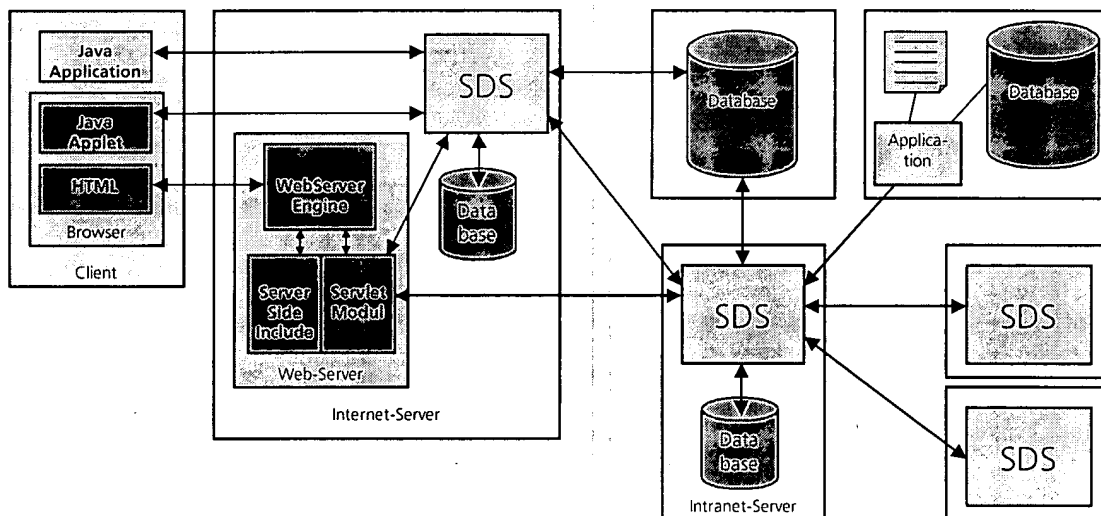 Java
Application
Java
Applet
HTML
Browser
Client
SDS
WebServer
Engine
Data
base
Server
Side
Include
Servlet
Modul
Web-Server
Internet-Server
Database
Applica-
tion
Database
SDS
Data
base
Intranet-Server
SDS
SDS